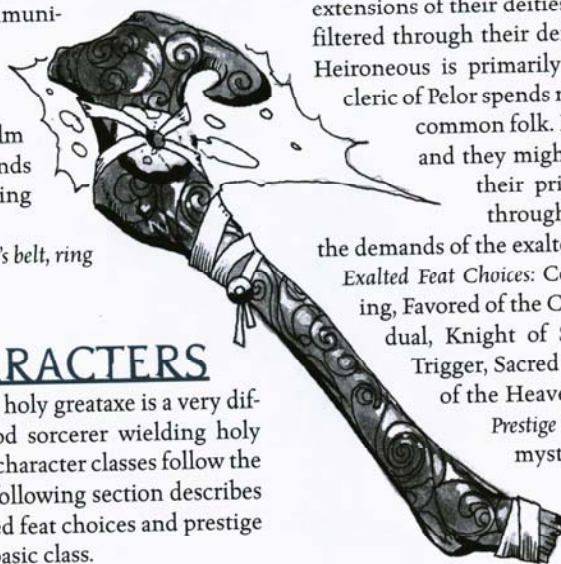 muni-
lm
nds
ing
's belt, ring
RACTERS
holy greataxe is a very dif-
od sorcerer wielding holy
character classes follow the
ollowing section describes
ed feat choices and prestige
basic class.
extensions of their deities
filtered through their de
Heironeous is primarily
cleric of Pelor spends
common folk.
and they migh
their pri
through
the demands of the exalte
Exalted Feat Choices: C
ing, Favored of the C
dual, Knight of S
Trigger, Sacred
of the Heave
Prestige
myst